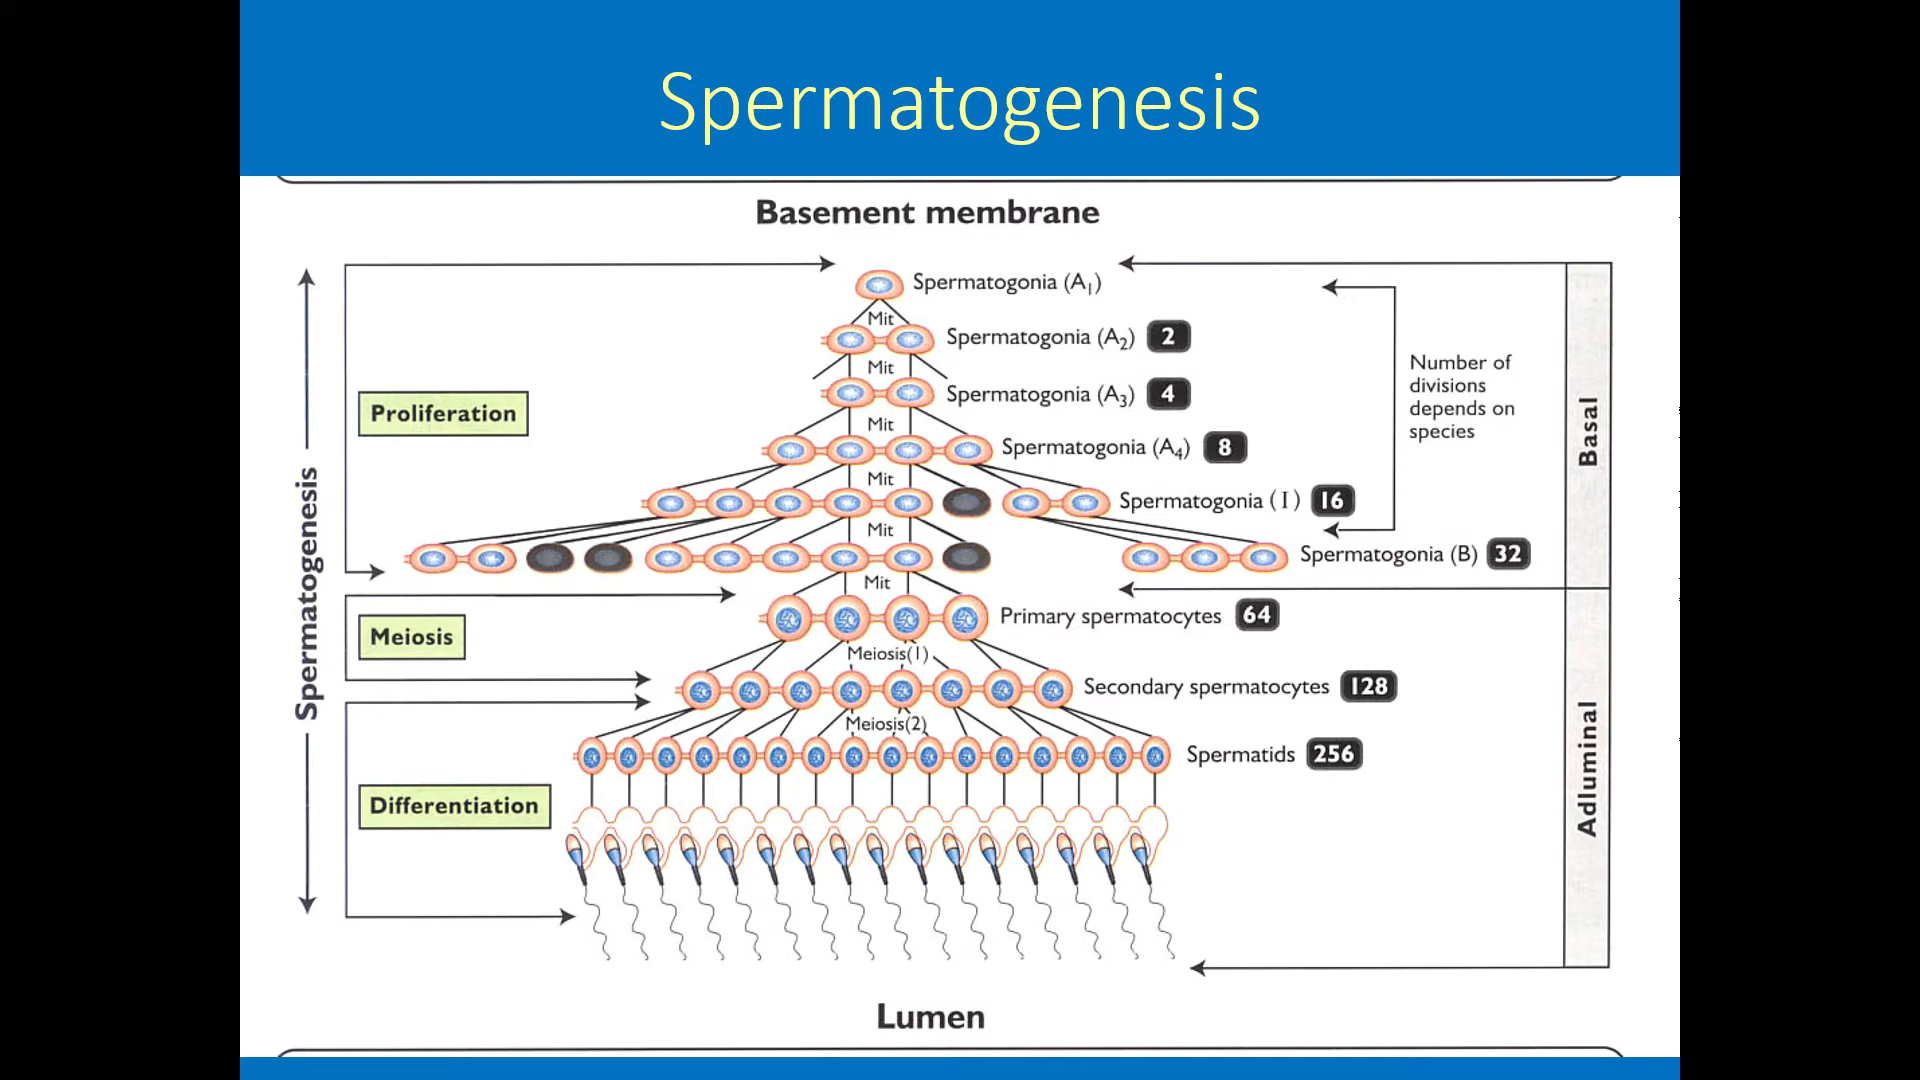 Spermatogenesis
Basement membrane
Spermatogonia (A₁)
Mit
Spermatogonia (A₂) 2
Mit
Spermatogonia (A₃) 4
Mit
Spermatogonia (A₄) 8
Mit
Spermatogonia (I) 16
Mit
Spermatogonia (B) 32
Mit
Primary spermatocytes 64
Meiosis(1)
Secondary spermatocytes 128
Meiosis(2)
Spermatids 256
Number of
divisions
depends on
species
Proliferation
Meiosis
Differentiation
Spermatogenesis
Basal
Adluminal
Lumen